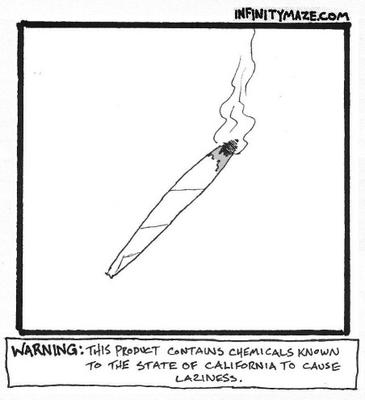 INFINITYMAZE.COM
WARNING: THIS PRODUCT CONTAINS CHEMICALS KNOWN
TO THE STATE OF CALIFORNIA TO CAUSE
LAZINESS.